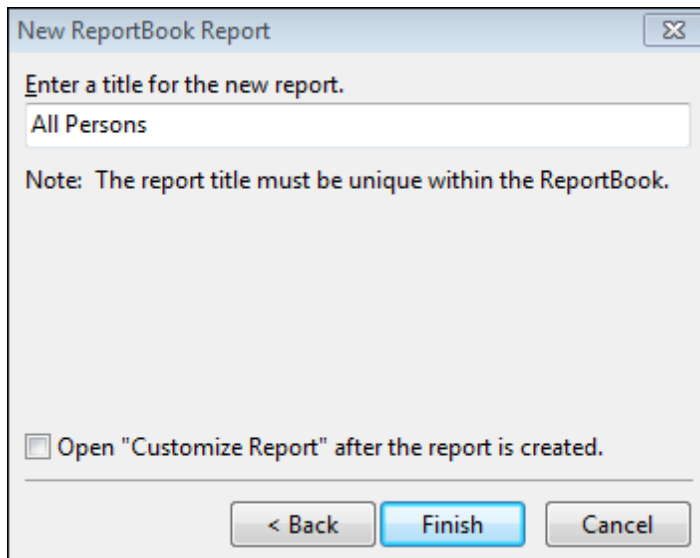 New ReportBook Report
Enter a title for the new report.
All Persons
Note:  The report title must be unique within the ReportBook.
Open "Customize Report" after the report is created.
< Back
Finish
Cancel